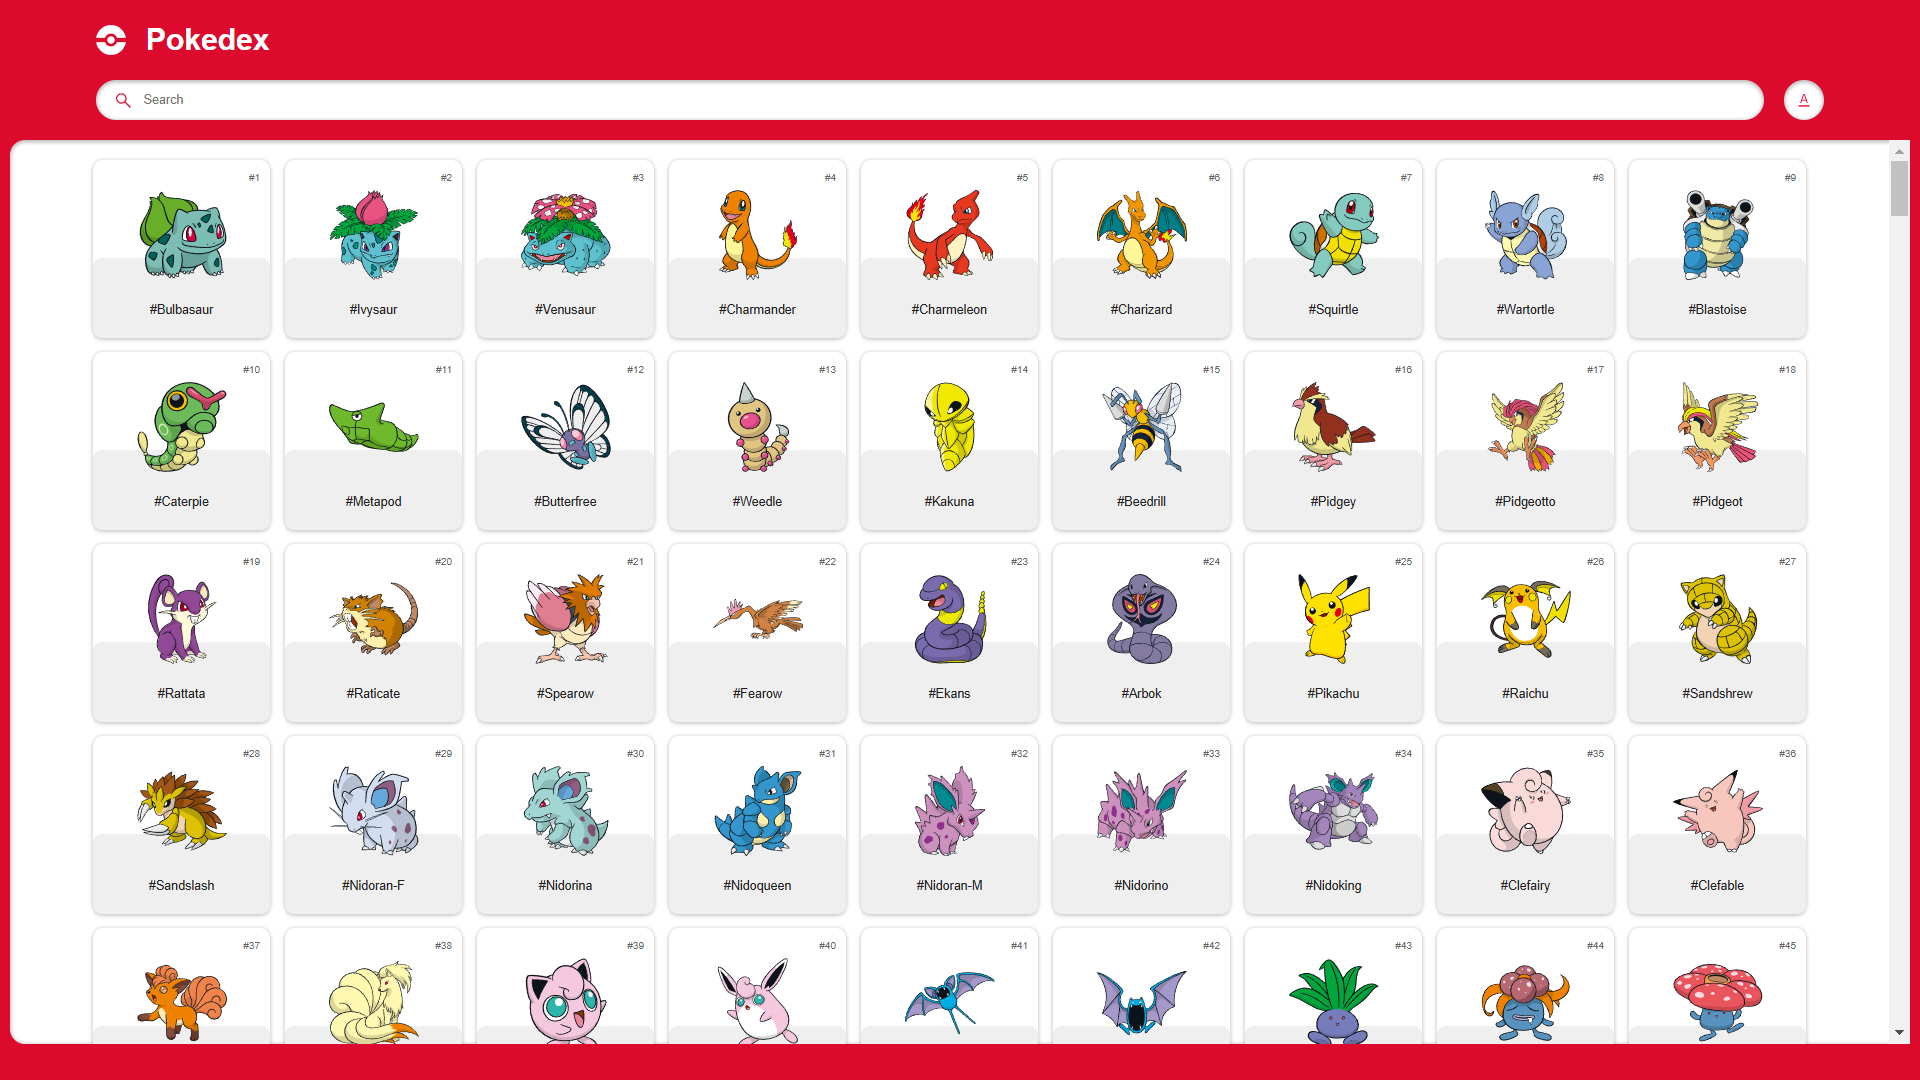 Pokedex
Search
A
#1 #2 #3 #4 #5 #6 #7 #8 #9
#Bulbasaur #Ivysaur #Venusaur #Charmander #Charmeleon #Charizard #Squirtle #Wartortle #Blastoise
#10 #11 #12 #13 #14 #15 #16 #17 #18
#Caterpie #Metapod #Butterfree #Weedle #Kakuna #Beedrill #Pidgey #Pidgeotto #Pidgeot
#19 #20 #21 #22 #23 #24 #25 #26 #27
#Rattata #Raticate #Spearow #Fearow #Ekans #Arbok #Pikachu #Raichu #Sandshrew
#28 #29 #30 #31 #32 #33 #34 #35 #36
#Sandslash #Nidoran-F #Nidorina #Nidoqueen #Nidoran-M #Nidorino #Nidoking #Clefairy #Clefable
#37 #38 #39 #40 #41 #42 #43 #44 #45